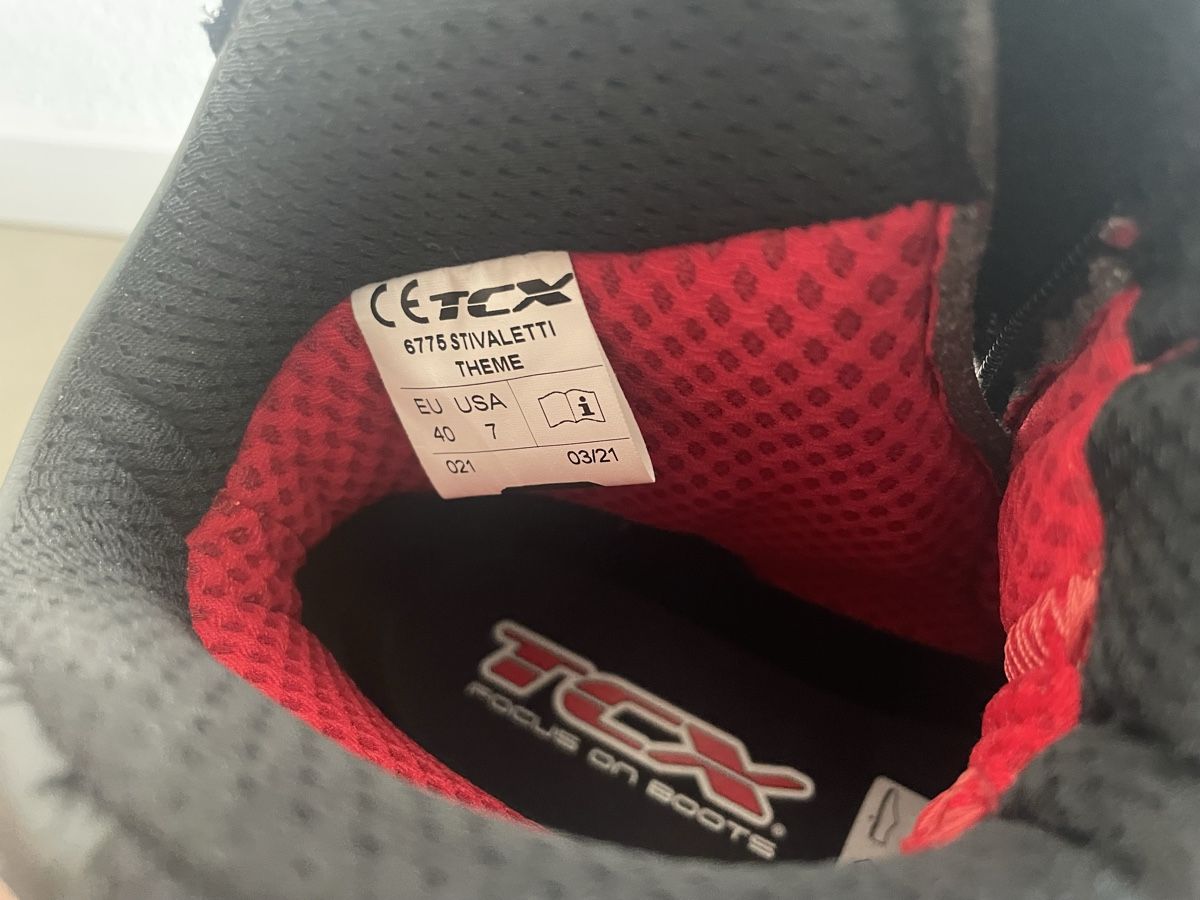 CE TCX
6775 STIVALETTI
THEME
EU USA
40 7
i
021 03/21
TCX
FOCUS ON BOOTS